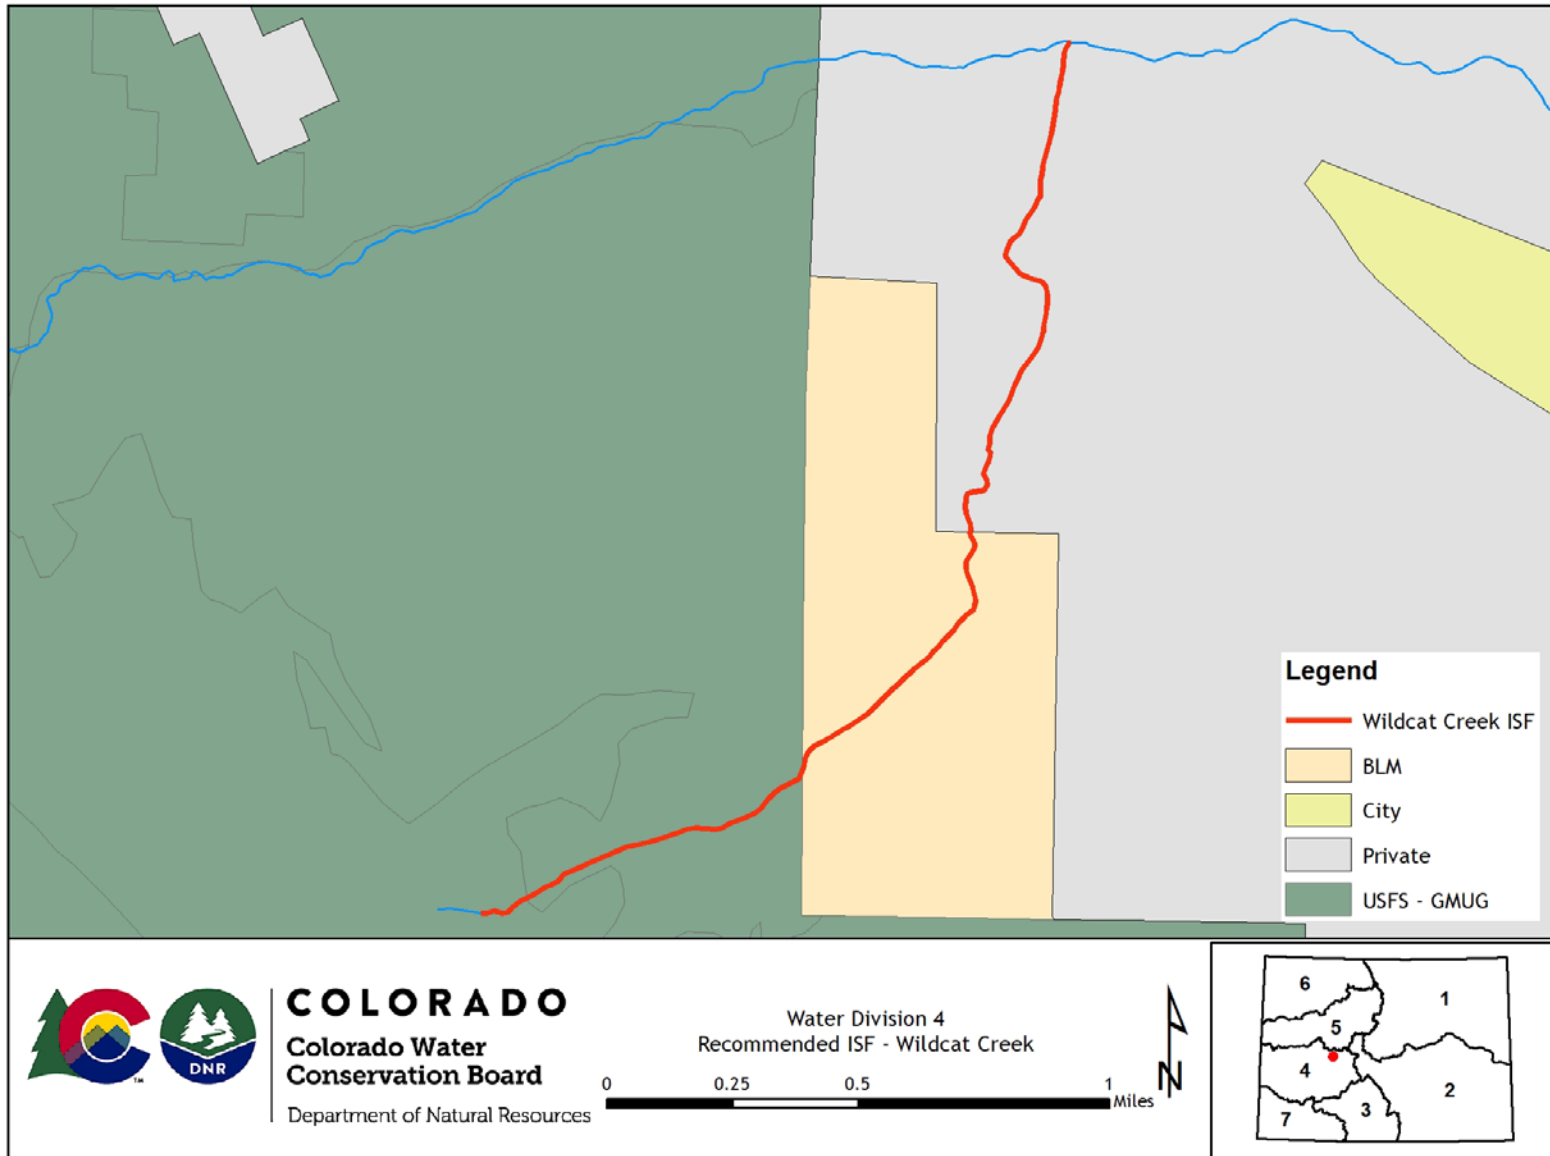 Legend
Wildcat Creek ISF
BLM
City
Private
USFS - GMUG
COLORADO
Colorado Water
Conservation Board
Department of Natural Resources
TM
DNR
Water Division 4
Recommended ISF - Wildcat Creek
0 0.25 0.5 1
Miles
N
6
1
5
4
2
3
7